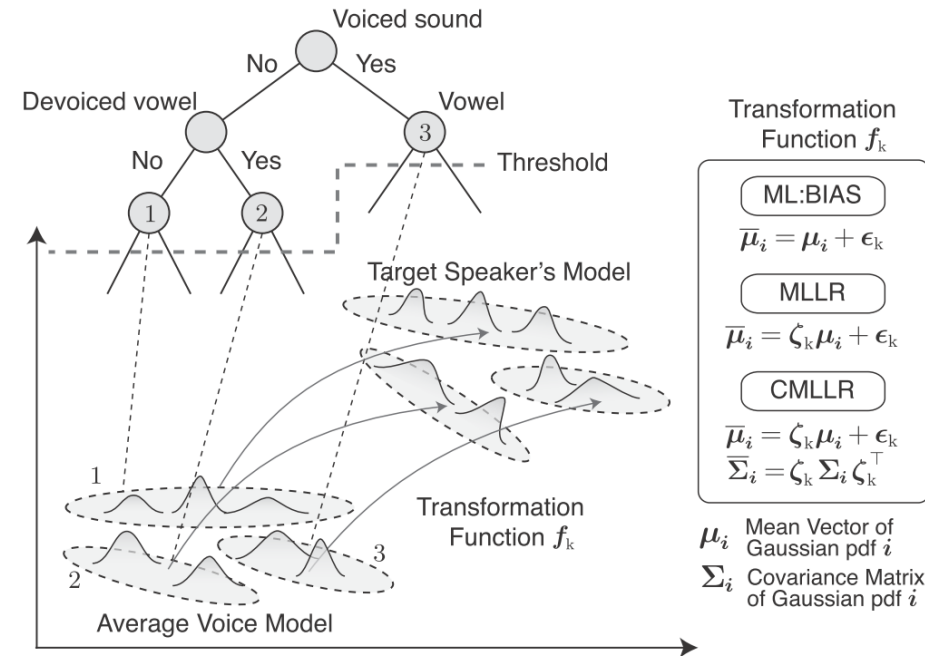 Voiced sound
No
Yes
Devoiced vowel
Vowel
3
No
Yes
Threshold
1
2
Target Speaker's Model
1
2
3
Transformation
Function f_k
Average Voice Model
Transformation
Function f_k
ML:BIAS
μ̅_i = μ_i + ϵ_k
MLLR
μ̅_i = ζ_k μ_i + ϵ_k
CMLLR
μ̅_i = ζ_k μ_i + ϵ_k
Σ̅_i = ζ_k Σ_i ζ_k^⊤
μ_i Mean Vector of
Gaussian pdf i
Σ_i Covariance Matrix
of Gaussian pdf i